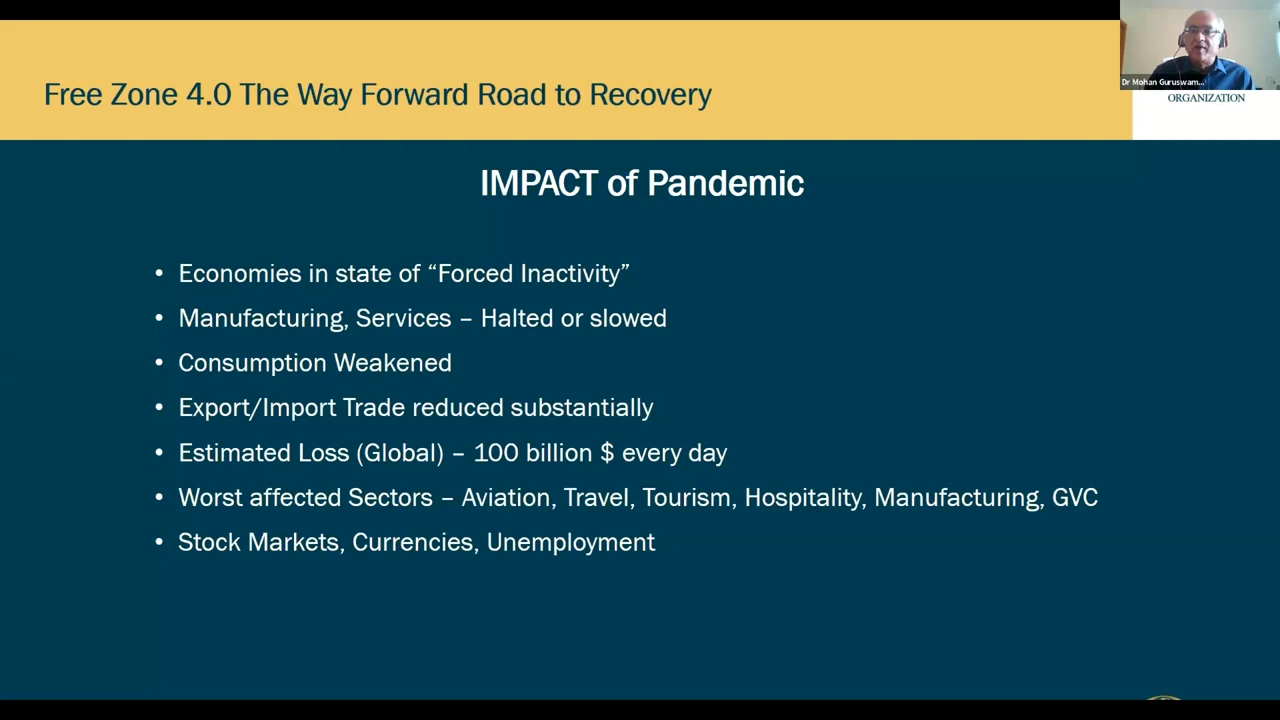 Free Zone 4.0 The Way Forward Road to Recovery
Dr Mohan Guruswam...
ORGANIZATION
IMPACT of Pandemic
• Economies in state of “Forced Inactivity”
• Manufacturing, Services – Halted or slowed
• Consumption Weakened
• Export/Import Trade reduced substantially
• Estimated Loss (Global) – 100 billion $ every day
• Worst affected Sectors – Aviation, Travel, Tourism, Hospitality, Manufacturing, GVC
• Stock Markets, Currencies, Unemployment